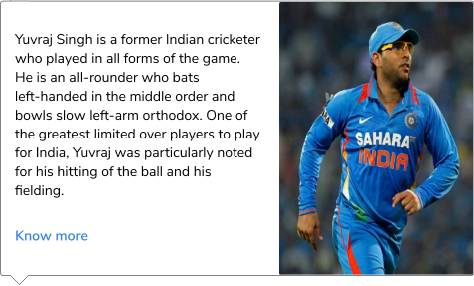 Yuvraj Singh is a former Indian cricketer
who played in all forms of the game.
He is an all-rounder who bats
left-handed in the middle order and
bowls slow left-arm orthodox. One of
the greatest limited over players to play
for India, Yuvraj was particularly noted
for his hitting of the ball and his
fielding.
Know more
SAHARA
INDIA